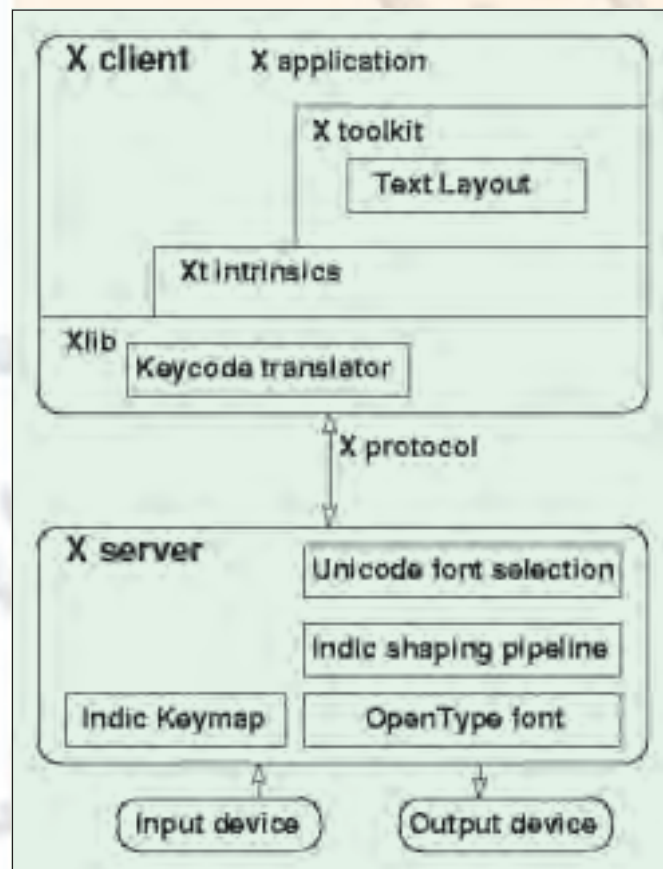 X client X application
X toolkit
Text Layout
Xt intrinsics
Xlib
Keycode translator
X protocol
X server
Unicode font selection
Indic shaping pipeline
Indic Keymap OpenType font
Input device Output device